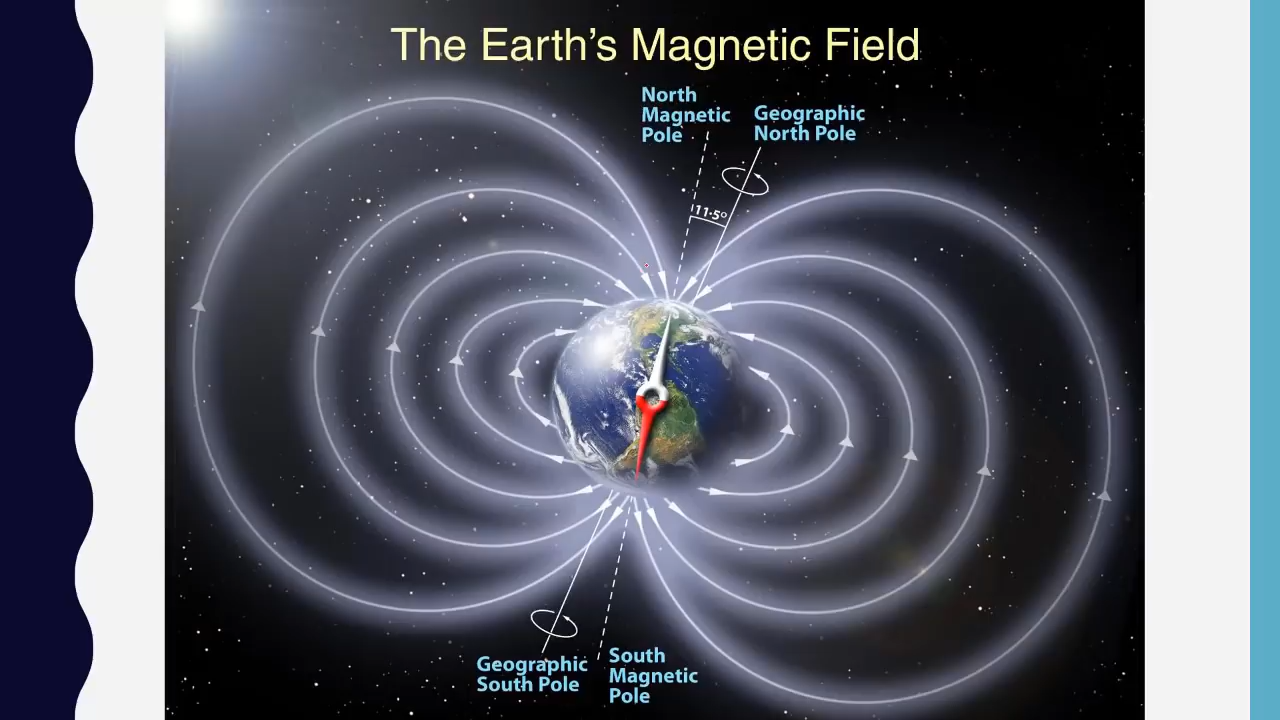 The Earth's Magnetic Field
North
Magnetic
Pole
Geographic
North Pole
11·5°
Geographic
South Pole
South
Magnetic
Pole